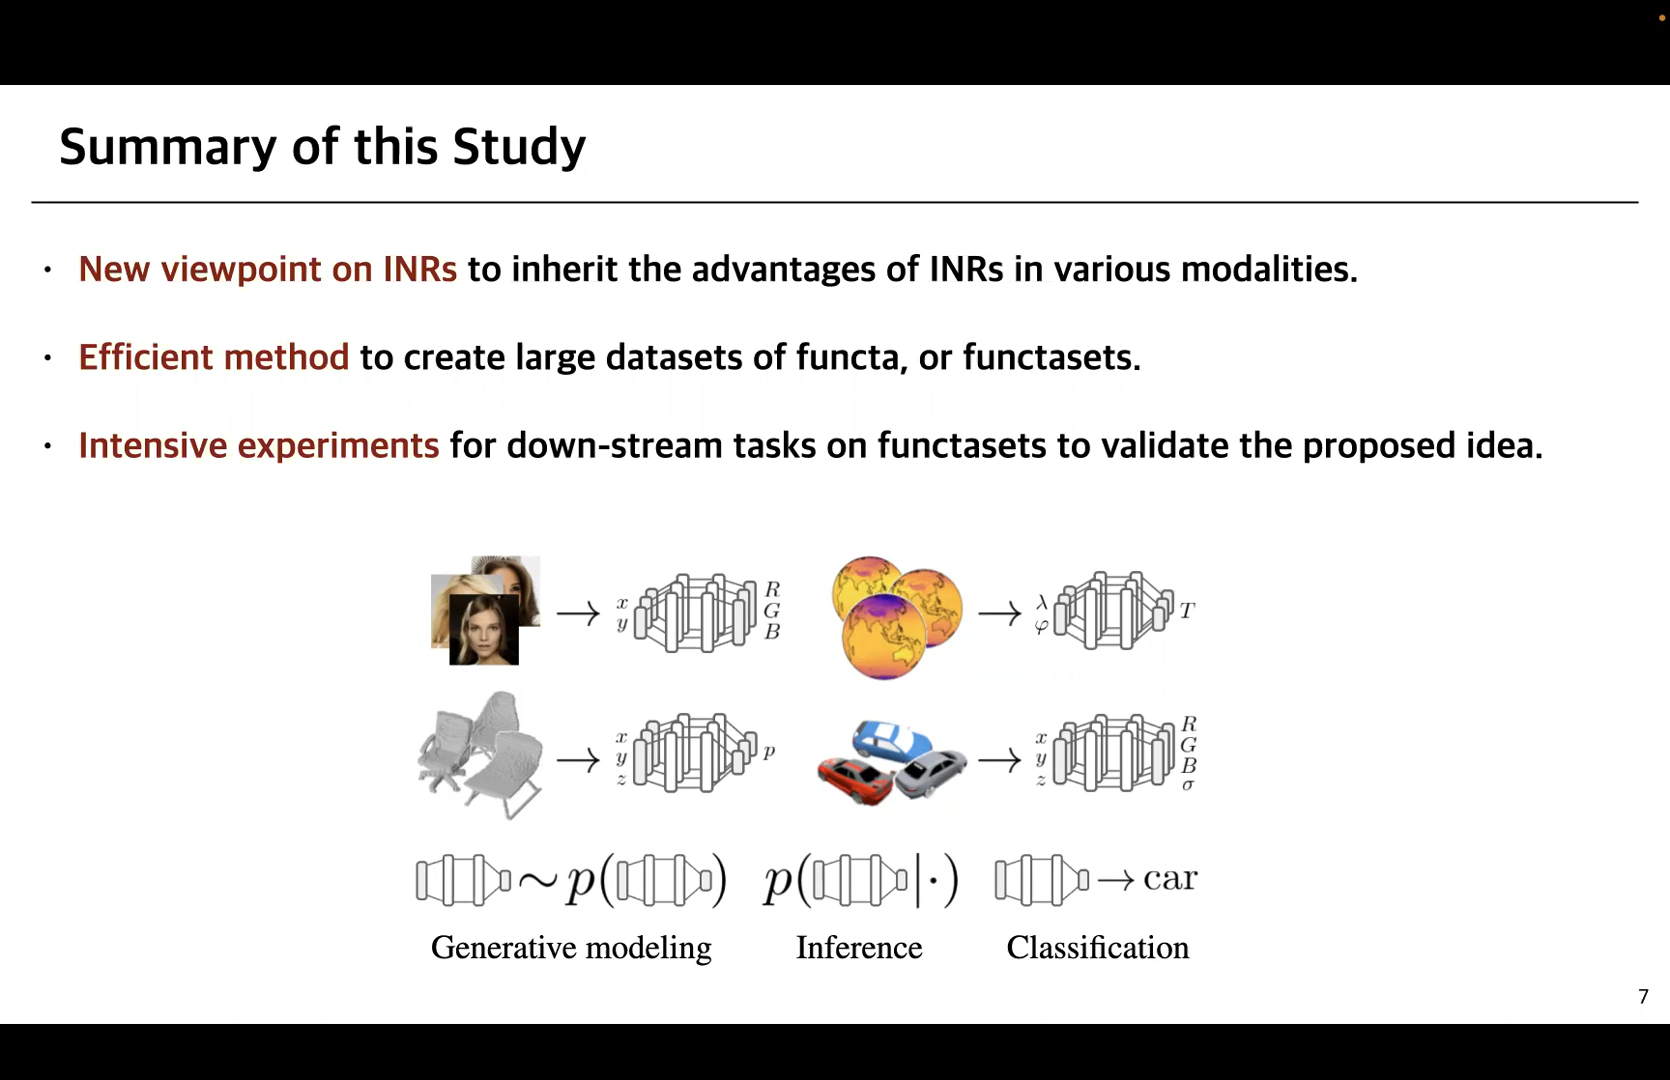 Summary of this Study
• New viewpoint on INRs to inherit the advantages of INRs in various modalities.
• Efficient method to create large datasets of functa, or functasets.
• Intensive experiments for down-stream tasks on functasets to validate the proposed idea.
x
y
R
G
B
λ
φ
T
x
y
z
p
x
y
z
R
G
B
σ
~ p( )
p( | · )
→ car
Generative modeling
Inference
Classification
7